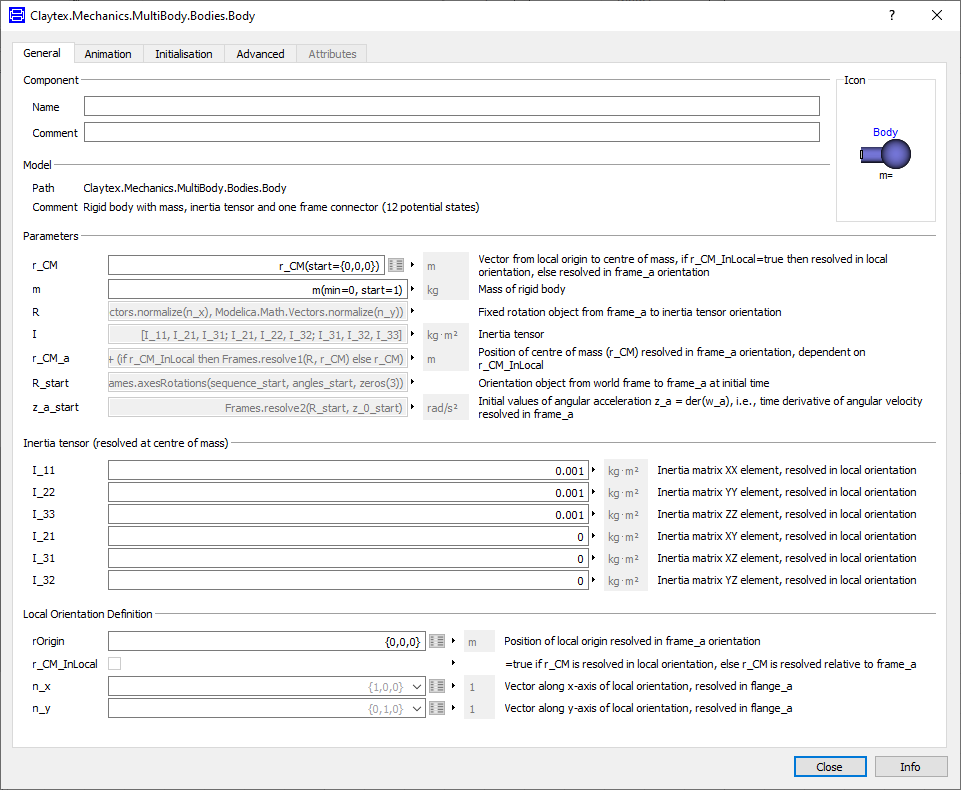 Claytex.Mechanics.MultiBody.Bodies.Body
?
General Animation Initialisation Advanced Attributes
Component
Icon
Name
Comment
Body
m=
Model
Path Claytex.Mechanics.MultiBody.Bodies.Body
Comment Rigid body with mass, inertia tensor and one frame connector (12 potential states)
Parameters
r_CM r_CM(start={0,0,0}) m Vector from local origin to centre of mass, if r_CM_InLocal=true then resolved in local
orientation, else resolved in frame_a orientation
m m(min=0, start=1) kg Mass of rigid body
R ctors.normalize(n_x), Modelica.Math.Vectors.normalize(n_y)) Fixed rotation object from frame_a to inertia tensor orientation
I [I_11, I_21, I_31; I_21, I_22, I_32; I_31, I_32, I_33] kg·m² Inertia tensor
r_CM_a + (if r_CM_InLocal then Frames.resolve1(R, r_CM) else r_CM) m Position of centre of mass (r_CM) resolved in frame_a orientation, dependent on
r_CM_InLocal
R_start ames.axesRotations(sequence_start, angles_start, zeros(3)) Orientation object from world frame to frame_a at initial time
z_a_start Frames.resolve2(R_start, z_0_start) rad/s² Initial values of angular acceleration z_a = der(w_a), i.e., time derivative of angular velocity
resolved in frame_a
Inertia tensor (resolved at centre of mass)
I_11 0.001 kg·m² Inertia matrix XX element, resolved in local orientation
I_22 0.001 kg·m² Inertia matrix YY element, resolved in local orientation
I_33 0.001 kg·m² Inertia matrix ZZ element, resolved in local orientation
I_21 0 kg·m² Inertia matrix XY element, resolved in local orientation
I_31 0 kg·m² Inertia matrix XZ element, resolved in local orientation
I_32 0 kg·m² Inertia matrix YZ element, resolved in local orientation
Local Orientation Definition
rOrigin {0,0,0} m Position of local origin resolved in frame_a orientation
r_CM_InLocal =true if r_CM is resolved in local orientation, else r_CM is resolved relative to frame_a
n_x {1,0,0} 1 Vector along x-axis of local orientation, resolved in flange_a
n_y {0,1,0} 1 Vector along y-axis of local orientation, resolved in flange_a
Close Info